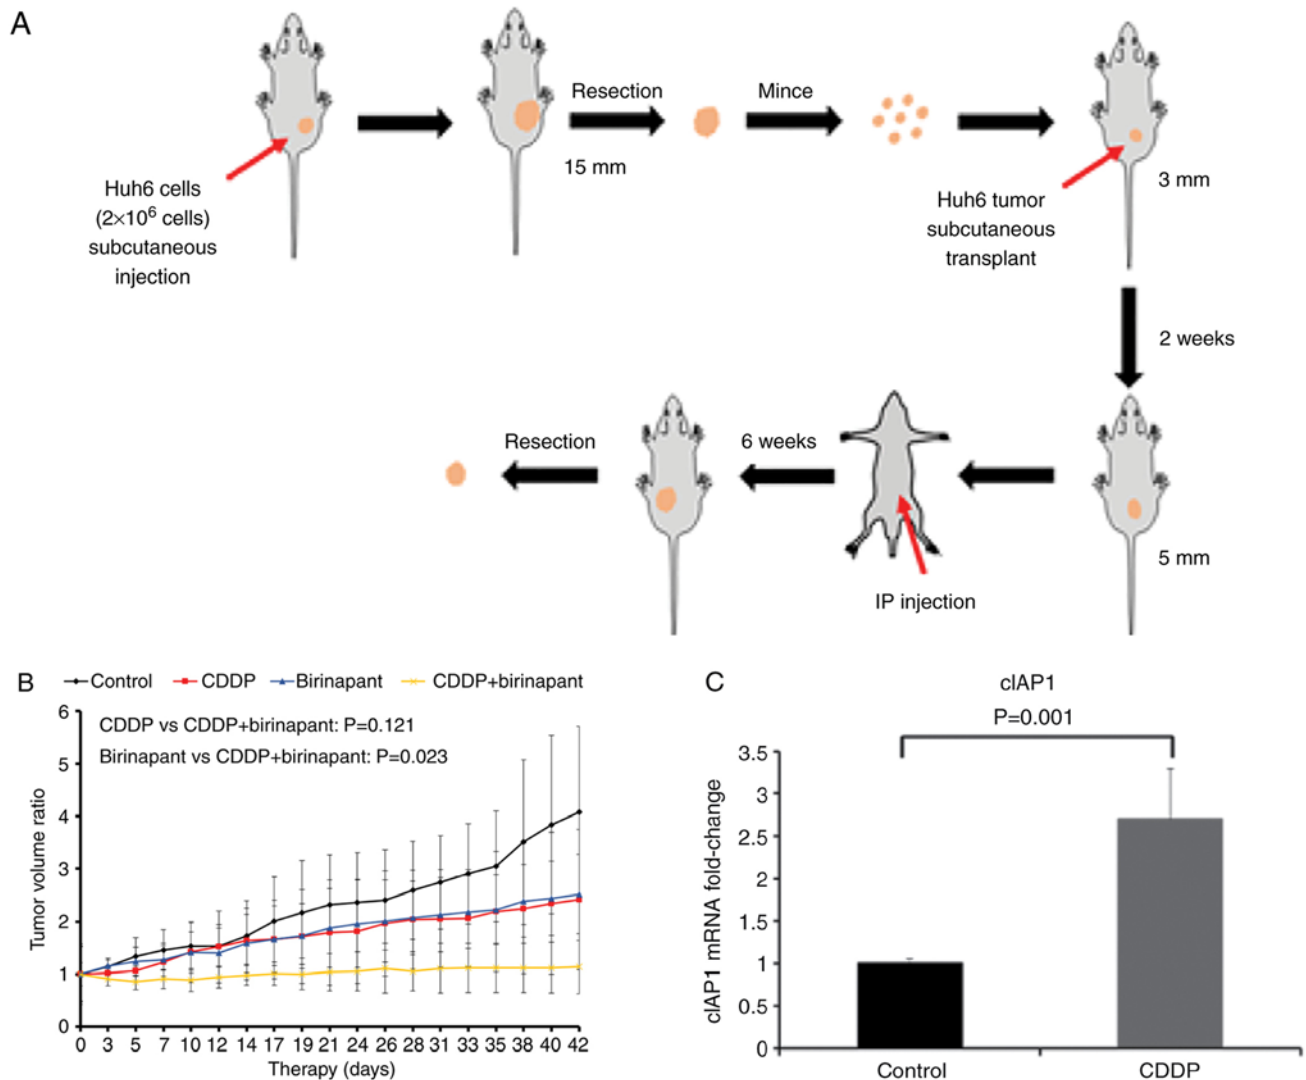 A
Huh6 cells
(2×10⁶ cells)
subcutaneous
injection
Resection
15 mm
Mince
Huh6 tumor
subcutaneous
transplant
3 mm
2 weeks
5 mm
IP injection
6 weeks
Resection
B
Control
CDDP
Birinapant
CDDP+birinapant
CDDP vs CDDP+birinapant: P=0.121
Birinapant vs CDDP+birinapant: P=0.023
Tumor volume ratio
6
5
4
3
2
1
0
0 3 5 7 10 12 14 17 19 21 24 26 28 31 33 35 38 40 42
Therapy (days)
C
cIAP1
P=0.001
cIAP1 mRNA fold-change
3.5
3
2.5
2
1.5
1
0.5
0
Control
CDDP